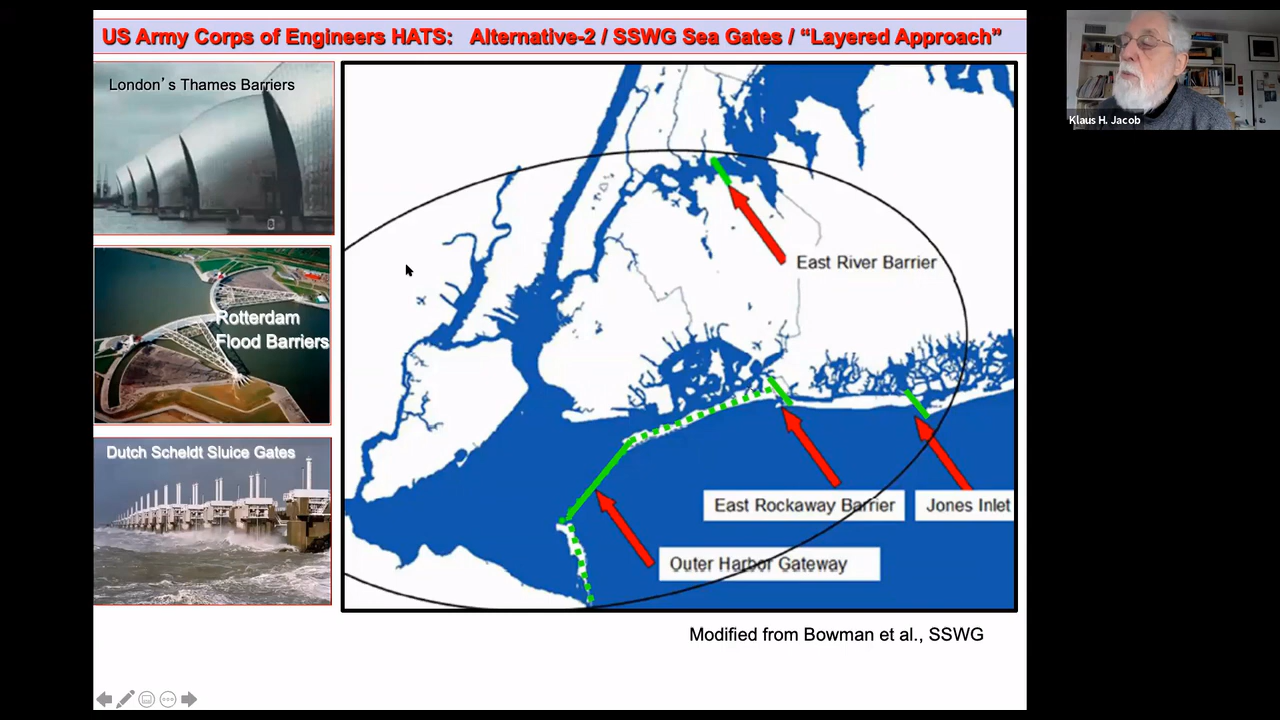 US Army Corps of Engineers HATS: Alternative-2 / SSWG Sea Gates / “Layered Approach”
London’s Thames Barriers
Rotterdam
Flood Barriers
Dutch Scheldt Sluice Gates
East River Barrier
East Rockaway Barrier
Jones Inlet
Outer Harbor Gateway
Modified from Bowman et al., SSWG
Klaus H. Jacob